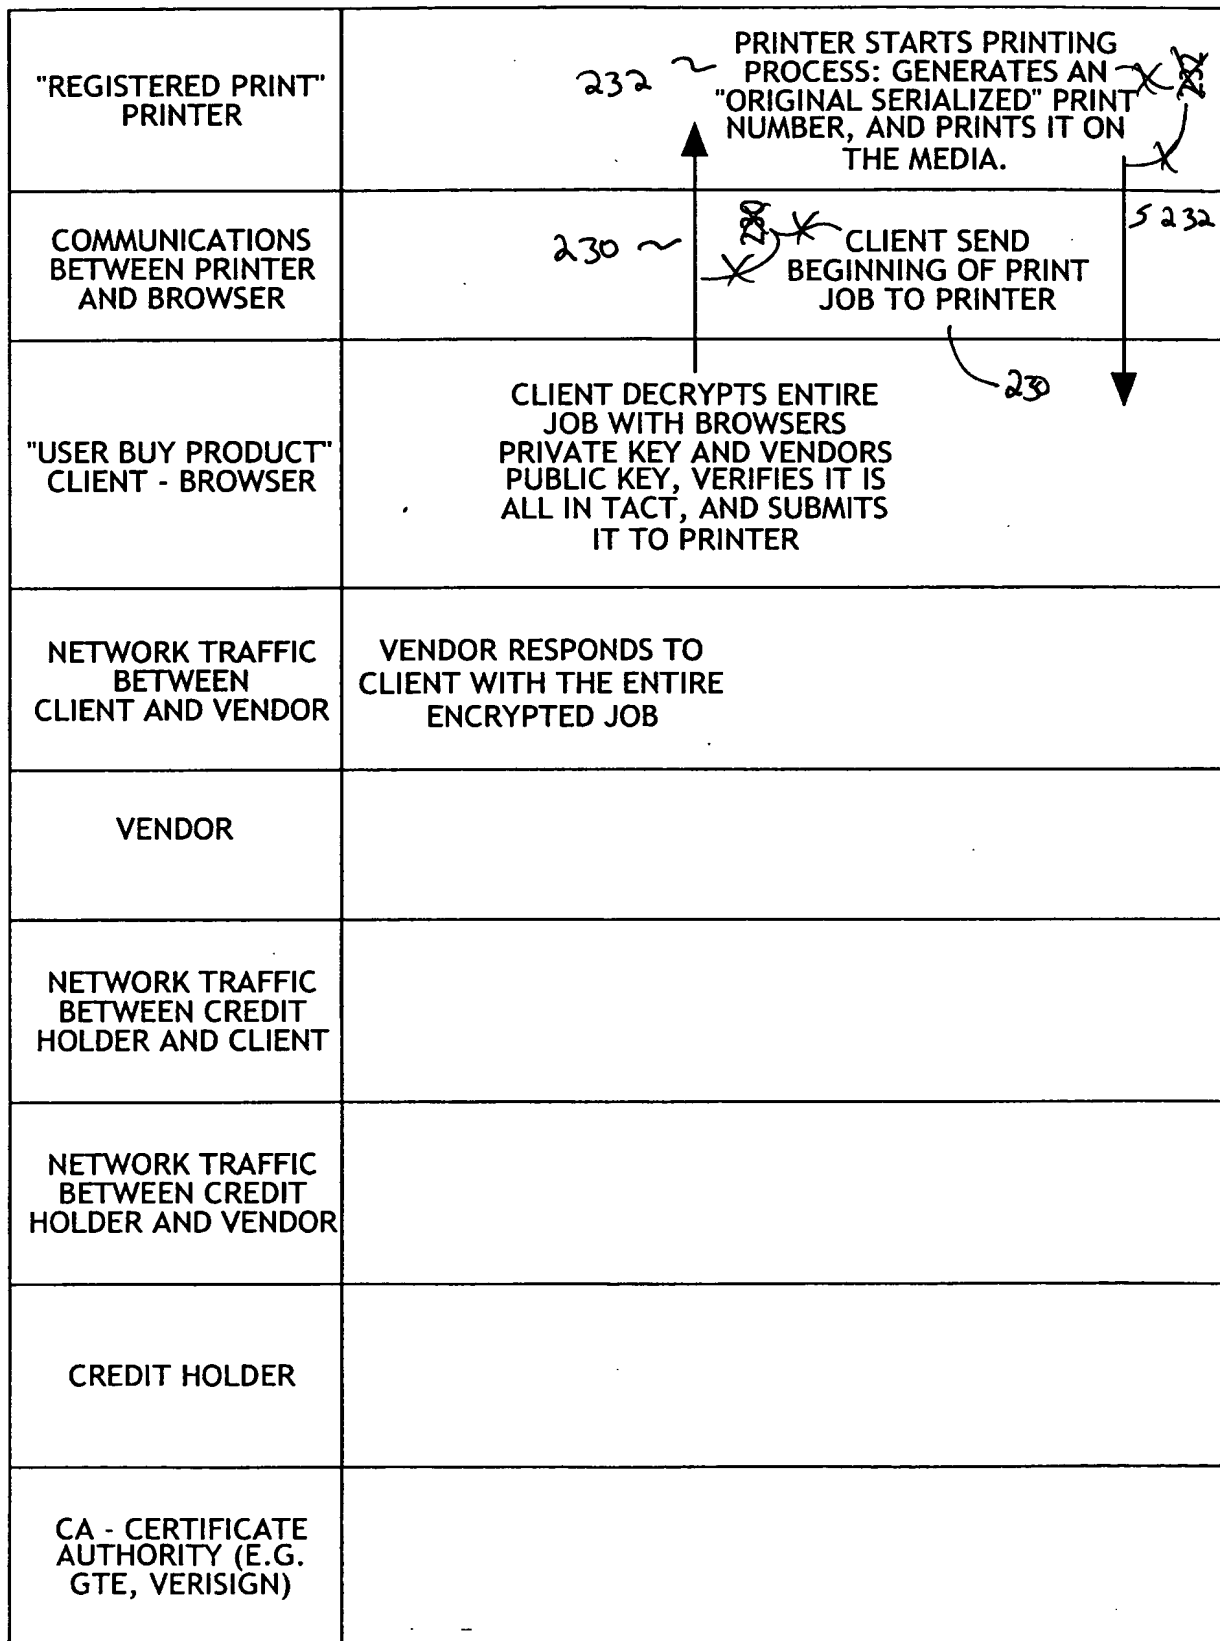 "REGISTERED PRINT"
PRINTER
232 ~
PRINTER STARTS PRINTING
PROCESS: GENERATES AN
"ORIGINAL SERIALIZED" PRINT
NUMBER, AND PRINTS IT ON
THE MEDIA.
232
COMMUNICATIONS
BETWEEN PRINTER
AND BROWSER
230 ~
230
CLIENT SEND
BEGINNING OF PRINT
JOB TO PRINTER
232
230
"USER BUY PRODUCT"
CLIENT - BROWSER
CLIENT DECRYPTS ENTIRE
JOB WITH BROWSERS
PRIVATE KEY AND VENDORS
PUBLIC KEY, VERIFIES IT IS
ALL IN TACT, AND SUBMITS
IT TO PRINTER
NETWORK TRAFFIC
BETWEEN
CLIENT AND VENDOR
VENDOR RESPONDS TO
CLIENT WITH THE ENTIRE
ENCRYPTED JOB
VENDOR
NETWORK TRAFFIC
BETWEEN CREDIT
HOLDER AND CLIENT
NETWORK TRAFFIC
BETWEEN CREDIT
HOLDER AND VENDOR
CREDIT HOLDER
CA - CERTIFICATE
AUTHORITY (E.G.
GTE, VERISIGN)